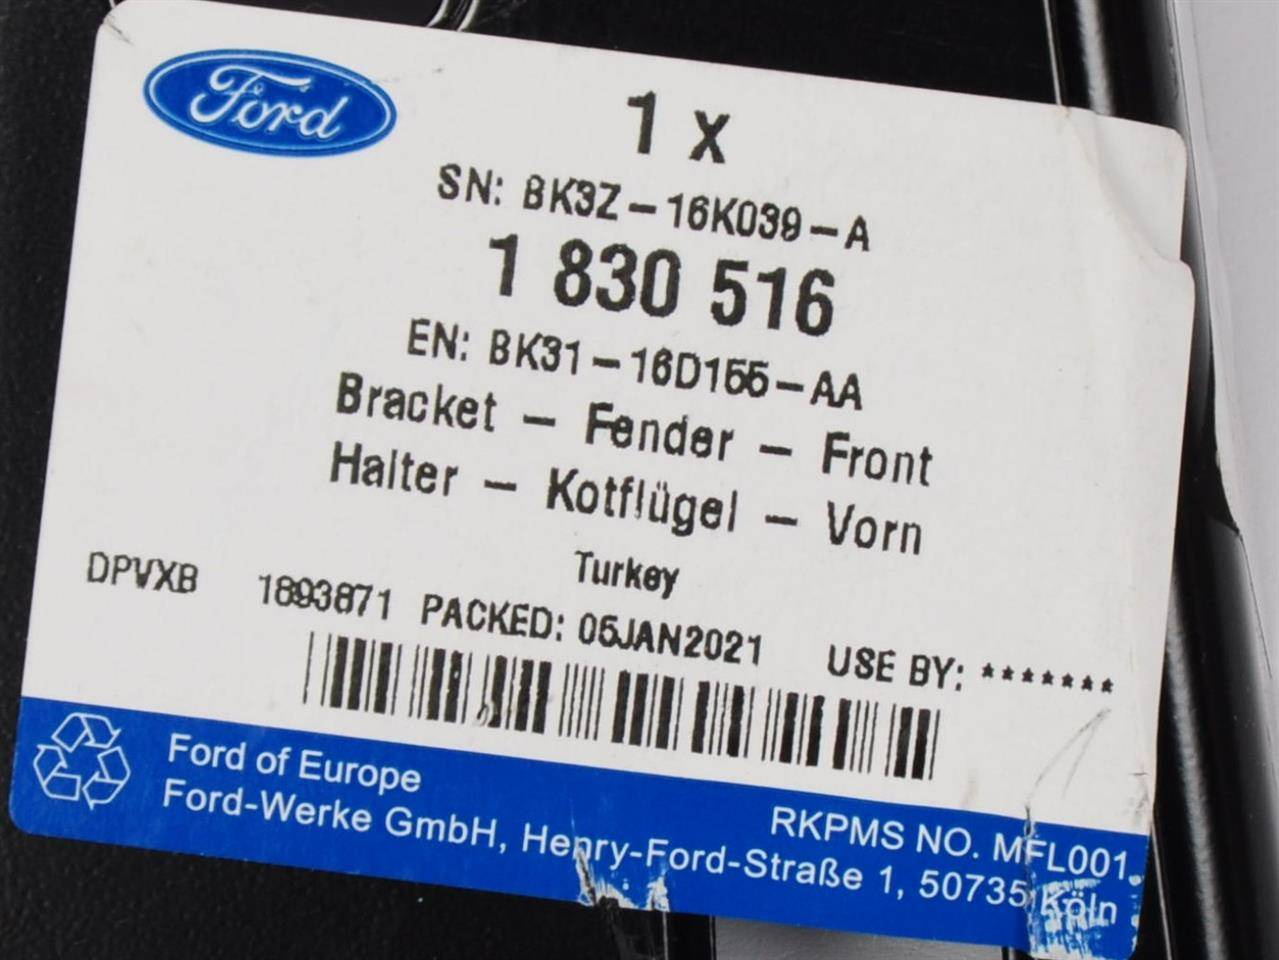 Ford
1 x
SN: BK3Z-16K039-A
1 830 516
EN: BK31-16D155-AA
Bracket - Fender - Front
Halter - Kotflügel - Vorn
Turkey
DPVXB 1893871 PACKED: 05JAN2021 USE BY: *******
Ford of Europe
RKPMS NO. MFL001.
Ford-Werke GmbH, Henry-Ford-Straße 1, 50735 Köln